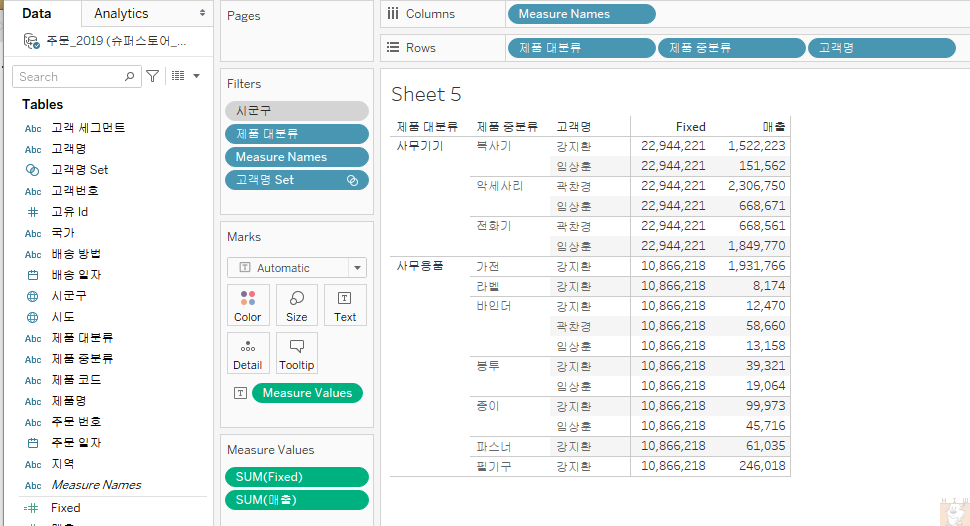 Data
Analytics
주문_2019 (슈퍼스토어_...
Search
Tables
Abc 고객 세그먼트
Abc 고객명
고객명 Set
Abc 고객번호
# 고유 Id
Abc 국가
Abc 배송 방법
배송 일자
시군구
시도
Abc 제품 대분류
Abc 제품 중분류
Abc 제품 코드
Abc 제품명
Abc 주문 번호
주문 일자
Abc 지역
Abc Measure Names
=# Fixed
Pages
Filters
시군구
제품 대분류
Measure Names
고객명 Set
Marks
Automatic
Color Size Text
Detail Tooltip
Measure Values
Measure Values
SUM(Fixed)
SUM(매출)
Columns Measure Names
Rows 제품 대분류 제품 중분류 고객명
Sheet 5
제품 대분류 제품 중분류 고객명 Fixed 매출
사무기기 복사기 강지환 22,944,221 1,522,223
임상훈 22,944,221 151,562
악세사리 곽찬경 22,944,221 2,306,750
임상훈 22,944,221 668,671
전화기 곽찬경 22,944,221 668,561
임상훈 22,944,221 1,849,770
사무용품 가전 강지환 10,866,218 1,931,766
라벨 강지환 10,866,218 8,174
바인더 강지환 10,866,218 12,470
곽찬경 10,866,218 58,660
임상훈 10,866,218 13,158
봉투 강지환 10,866,218 39,321
임상훈 10,866,218 19,064
종이 강지환 10,866,218 99,973
임상훈 10,866,218 45,716
파스너 강지환 10,866,218 61,035
필기구 강지환 10,866,218 246,018